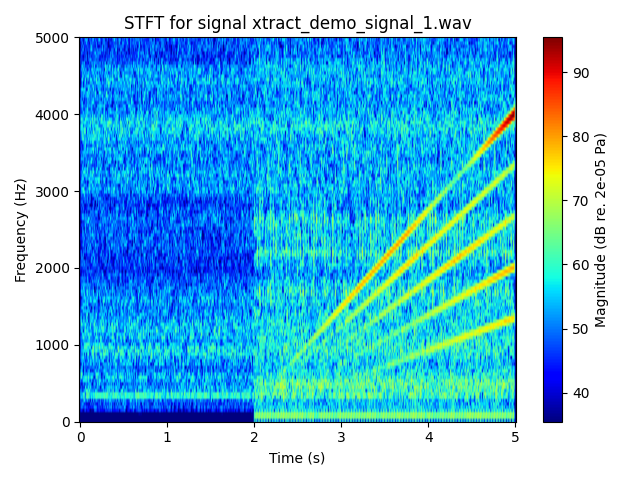 STFT for signal xtract_demo_signal_1.wav
5000
4000
3000
2000
1000
0
Frequency (Hz)
0 1 2 3 4 5
Time (s)
90
80
70
60
50
40
Magnitude (dB re. 2e-05 Pa)